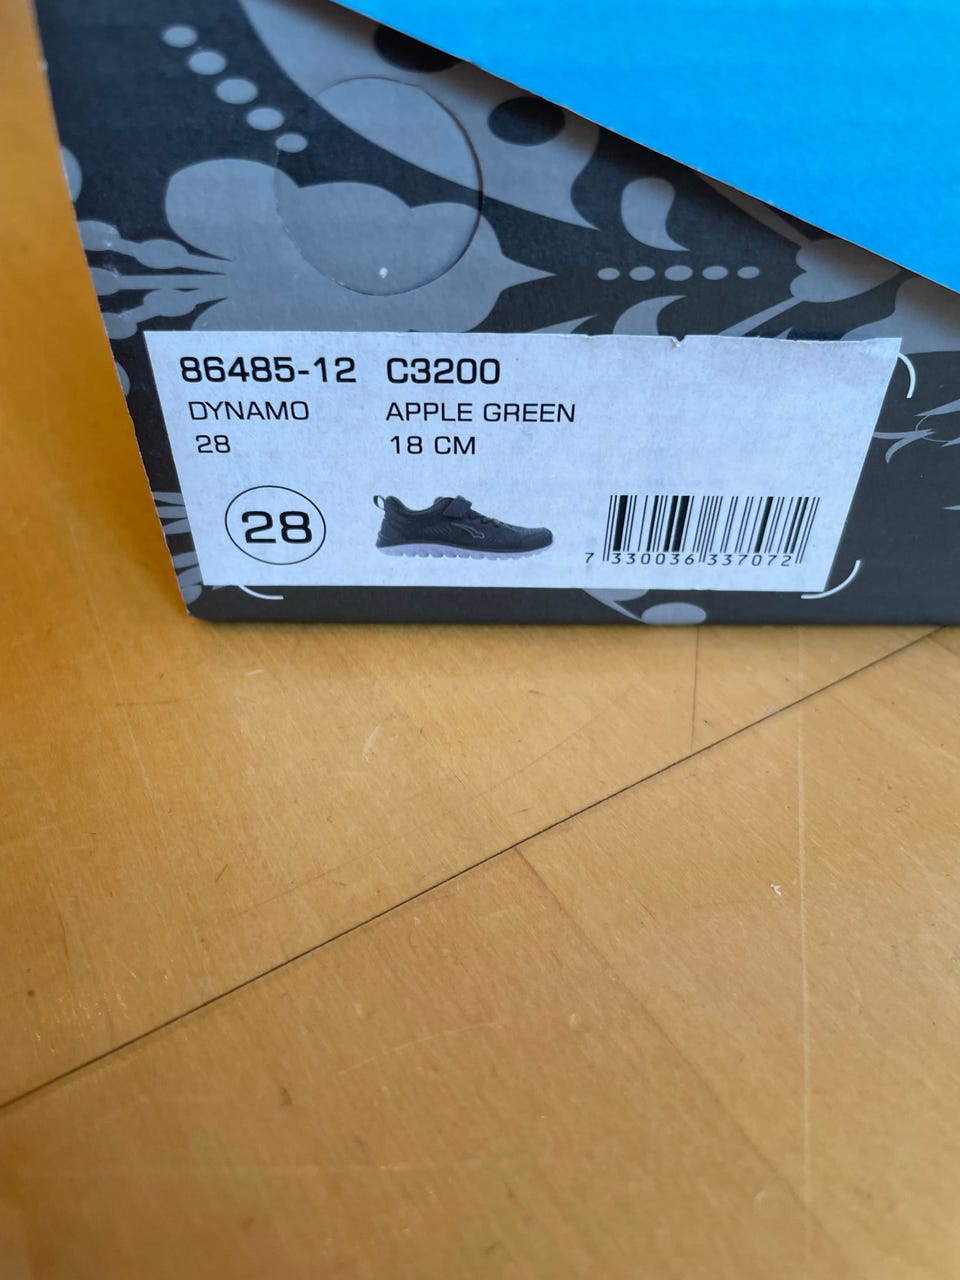 86485-12 C3200
DYNAMO APPLE GREEN
28 18 CM
28
7 330036 337072